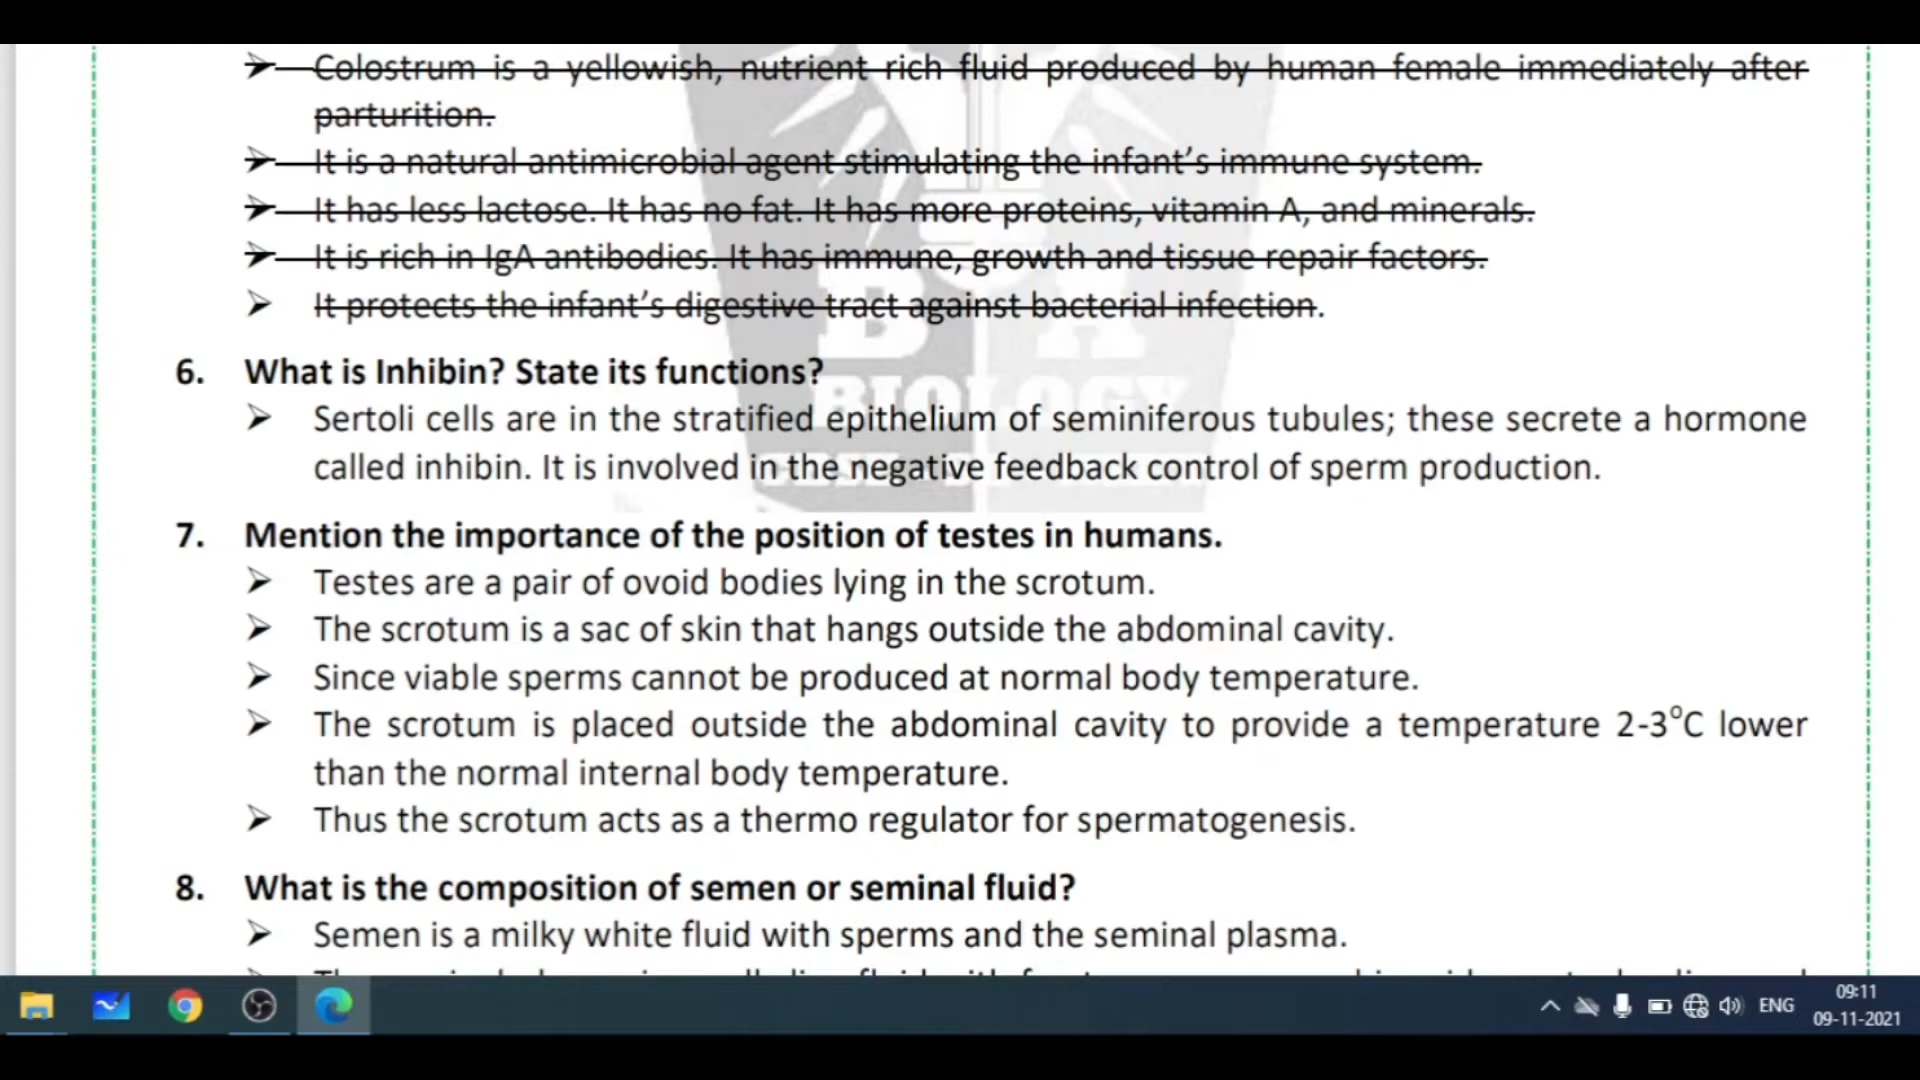 ➢ Colostrum is a yellowish, nutrient rich fluid produced by human female immediately after
parturition.
➢ It is a natural antimicrobial agent stimulating the infant's immune system.
➢ It has less lactose. It has no fat. It has more proteins, vitamin A, and minerals.
➢ It is rich in IgA antibodies. It has immune, growth and tissue repair factors.
➢ It protects the infant's digestive tract against bacterial infection.
6. What is Inhibin? State its functions?
➢ Sertoli cells are in the stratified epithelium of seminiferous tubules; these secrete a hormone
called inhibin. It is involved in the negative feedback control of sperm production.
7. Mention the importance of the position of testes in humans.
➢ Testes are a pair of ovoid bodies lying in the scrotum.
➢ The scrotum is a sac of skin that hangs outside the abdominal cavity.
➢ Since viable sperms cannot be produced at normal body temperature.
➢ The scrotum is placed outside the abdominal cavity to provide a temperature 2-3°C lower
than the normal internal body temperature.
➢ Thus the scrotum acts as a thermo regulator for spermatogenesis.
8. What is the composition of semen or seminal fluid?
➢ Semen is a milky white fluid with sperms and the seminal plasma.
B A
BIOLOGY
ENG
09:11
09-11-2021